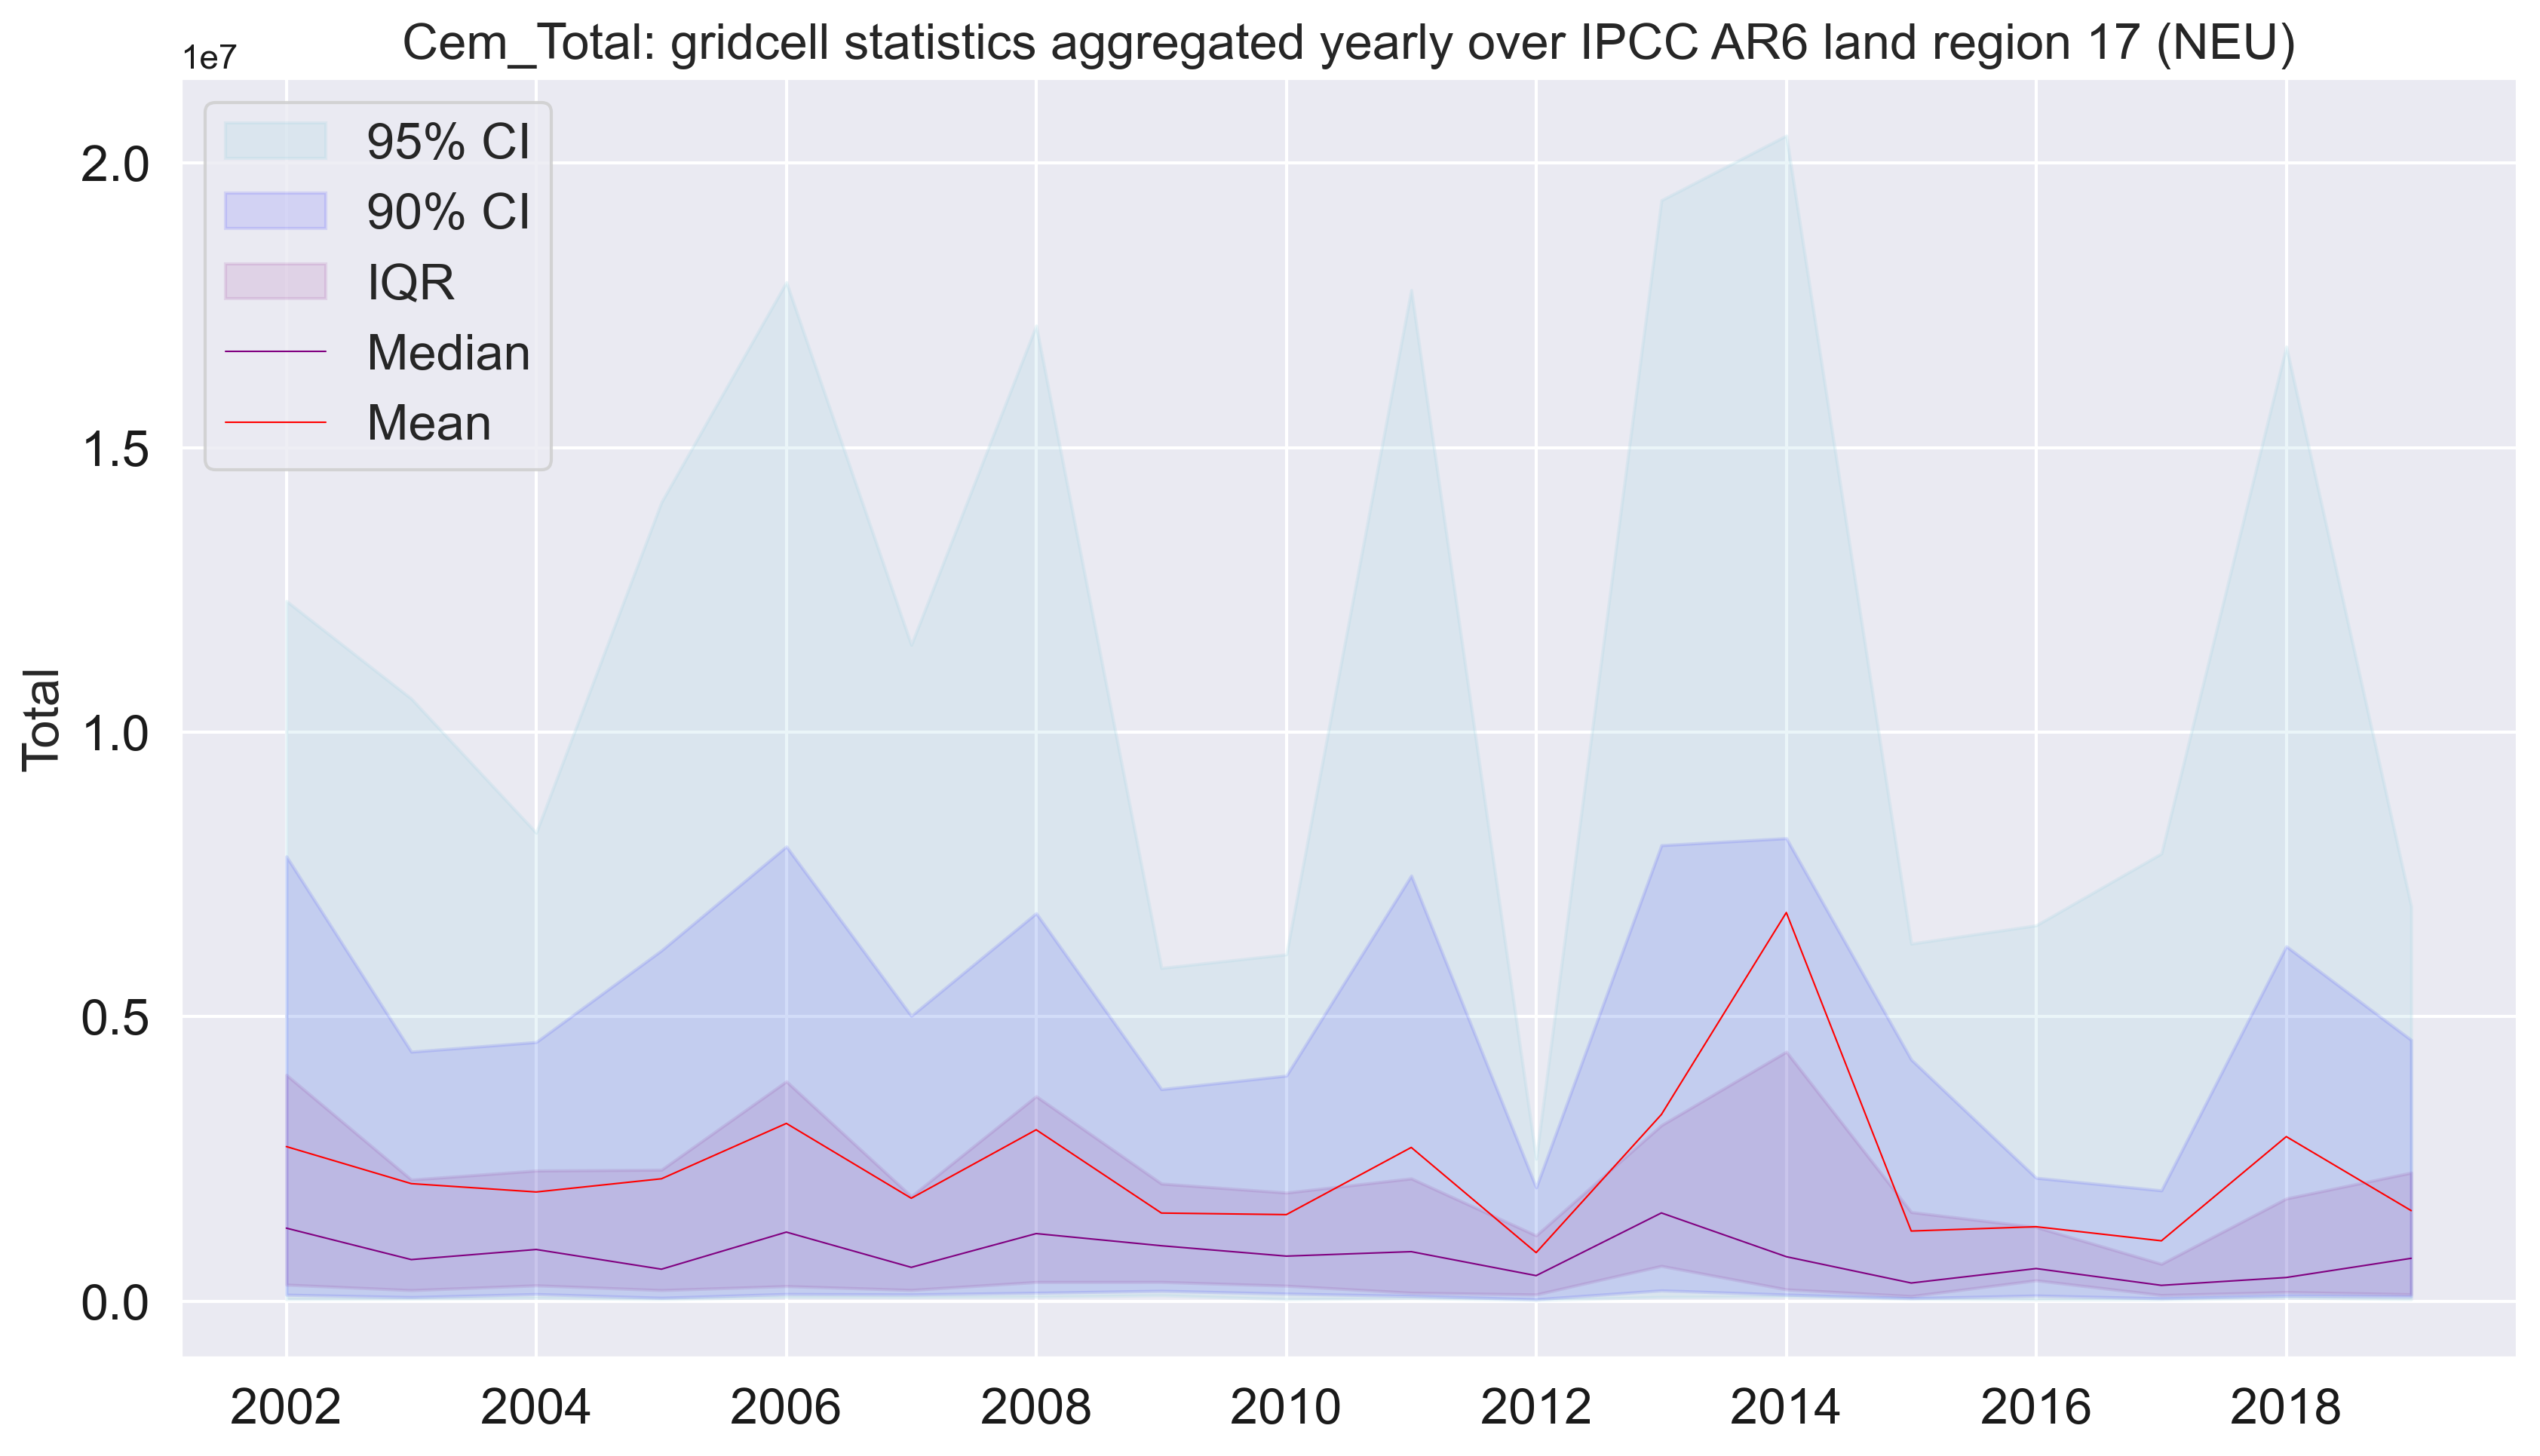 Cem_Total: gridcell statistics aggregated yearly over IPCC AR6 land region 17 (NEU)
1e7
95% CI
90% CI
IQR
Median
Mean
2.0
1.5
1.0
0.5
0.0
Total
2002 2004 2006 2008 2010 2012 2014 2016 2018